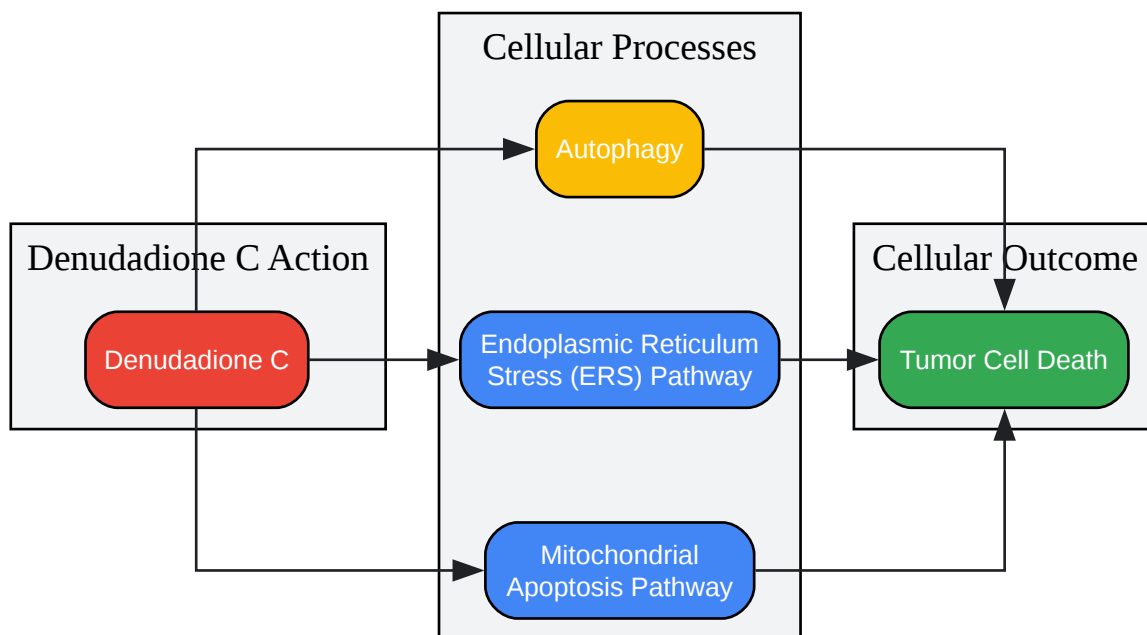 Cellular Processes
Autophagy
Denudadione C Action
Denudadione C
Endoplasmic Reticulum
Stress (ERS) Pathway
Cellular Outcome
Tumor Cell Death
Mitochondrial
Apoptosis Pathway